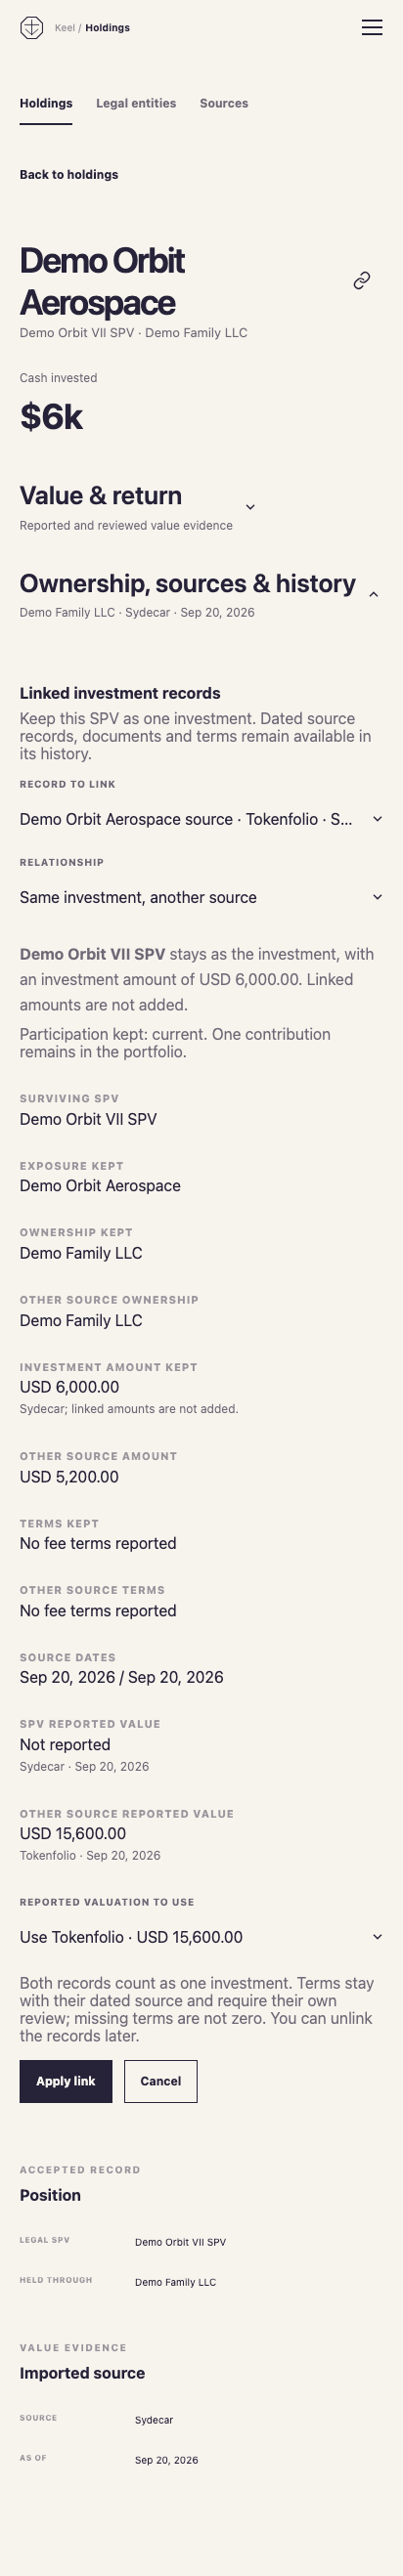 Keel / Holdings
Holdings Legal entities Sources
Back to holdings
Demo Orbit
Aerospace
Demo Orbit VII SPV · Demo Family LLC
Cash invested
$6k
Value & return
Reported and reviewed value evidence
Ownership, sources & history
Demo Family LLC · Sydecar · Sep 20, 2026
Linked investment records
Keep this SPV as one investment. Dated source
records, documents and terms remain available in
its history.
RECORD TO LINK
Demo Orbit Aerospace source · Tokenfolio · S...
RELATIONSHIP
Same investment, another source
Demo Orbit VII SPV stays as the investment, with
an investment amount of USD 6,000.00. Linked
amounts are not added.
Participation kept: current. One contribution
remains in the portfolio.
SURVIVING SPV
Demo Orbit VII SPV
EXPOSURE KEPT
Demo Orbit Aerospace
OWNERSHIP KEPT
Demo Family LLC
OTHER SOURCE OWNERSHIP
Demo Family LLC
INVESTMENT AMOUNT KEPT
USD 6,000.00
Sydecar; linked amounts are not added.
OTHER SOURCE AMOUNT
USD 5,200.00
TERMS KEPT
No fee terms reported
OTHER SOURCE TERMS
No fee terms reported
SOURCE DATES
Sep 20, 2026 / Sep 20, 2026
SPV REPORTED VALUE
Not reported
Sydecar · Sep 20, 2026
OTHER SOURCE REPORTED VALUE
USD 15,600.00
Tokenfolio · Sep 20, 2026
REPORTED VALUATION TO USE
Use Tokenfolio · USD 15,600.00
Both records count as one investment. Terms stay
with their dated source and require their own
review; missing terms are not zero. You can unlink
the records later.
Apply link Cancel
ACCEPTED RECORD
Position
LEGAL SPV Demo Orbit VII SPV
HELD THROUGH Demo Family LLC
VALUE EVIDENCE
Imported source
SOURCE Sydecar
AS OF Sep 20, 2026